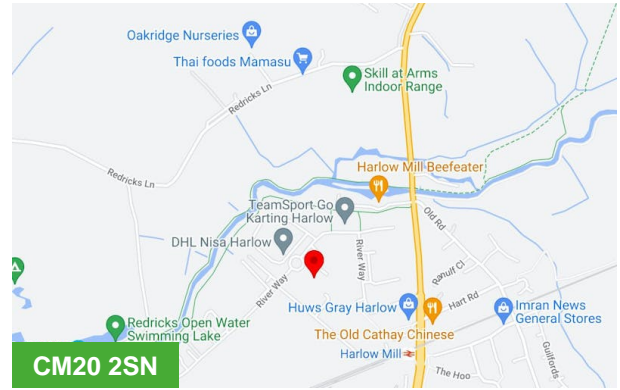 Oakridge Nurseries
Thai foods Mamasu
Redricks Ln
Skill at Arms
Indoor Range
Redricks Ln
Harlow Mill Beefeater
TeamSport Go
Karting Harlow
Old Rd
DHL Nisa Harlow
River Way
Ranulf Cl
River Way
Hart Rd
Huws Gray Harlow
Imran News
General Stores
Redricks Open Water
Swimming Lake
The Old Cathay Chinese
Harlow Mill
Guilfords
The Hoo
CM20 2SN